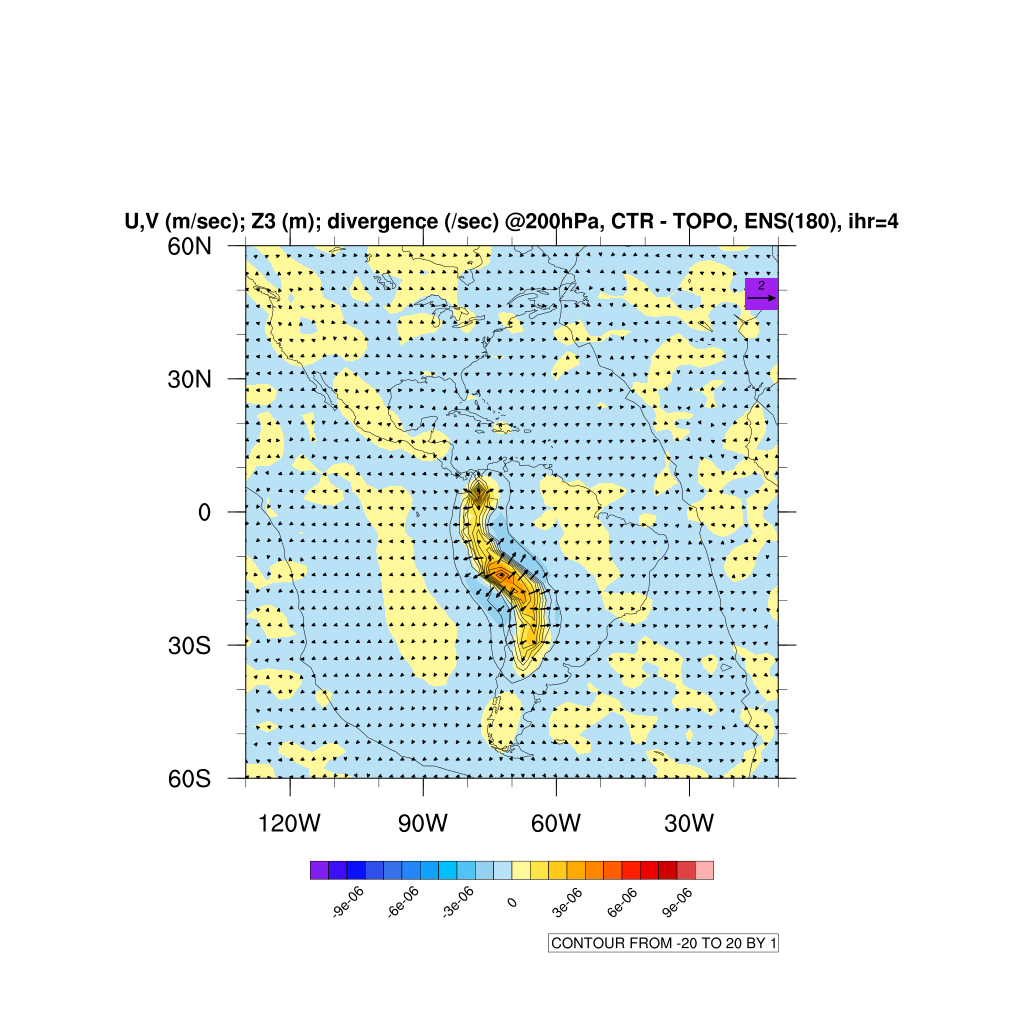 U,V (m/sec); Z3 (m); divergence (/sec) @200hPa, CTR - TOPO, ENS(180), ihr=4
60N
2
30N
0
30S
60S
120W 90W 60W 30W
-9e-06 -6e-06 -3e-06 0 3e-06 6e-06 9e-06
CONTOUR FROM -20 TO 20 BY 1